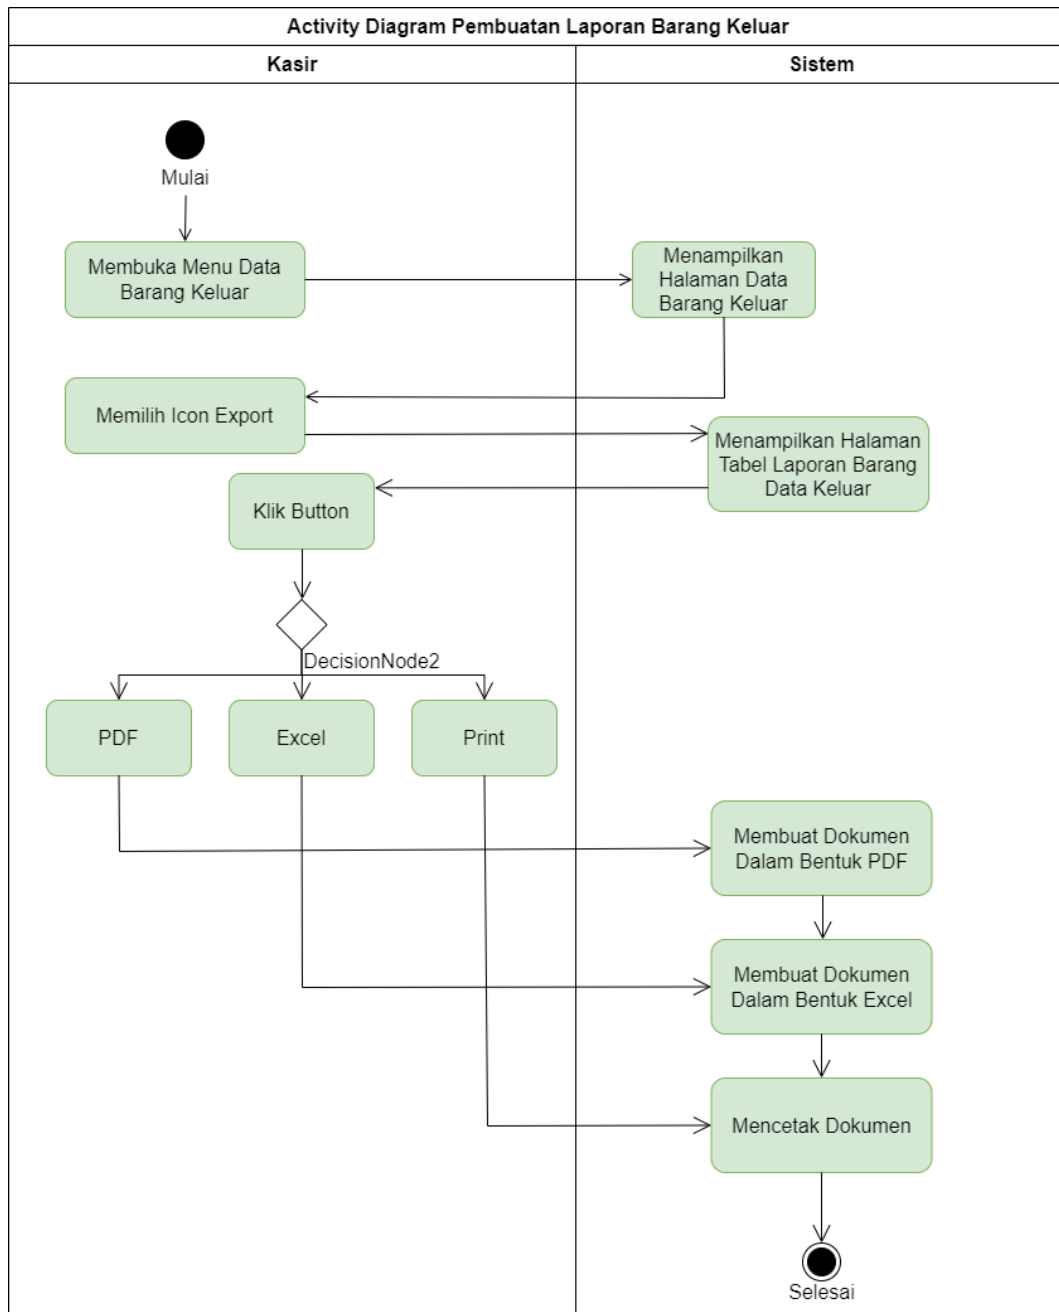 Activity Diagram Pembuatan Laporan Barang Keluar
Kasir
Sistem
Mulai
Membuka Menu Data
Barang Keluar
Menampilkan
Halaman Data
Barang Keluar
Memilih Icon Export
Menampilkan Halaman
Tabel Laporan Barang
Data Keluar
Klik Button
DecisionNode2
PDF
Excel
Print
Membuat Dokumen
Dalam Bentuk PDF
Membuat Dokumen
Dalam Bentuk Excel
Mencetak Dokumen
Selesai